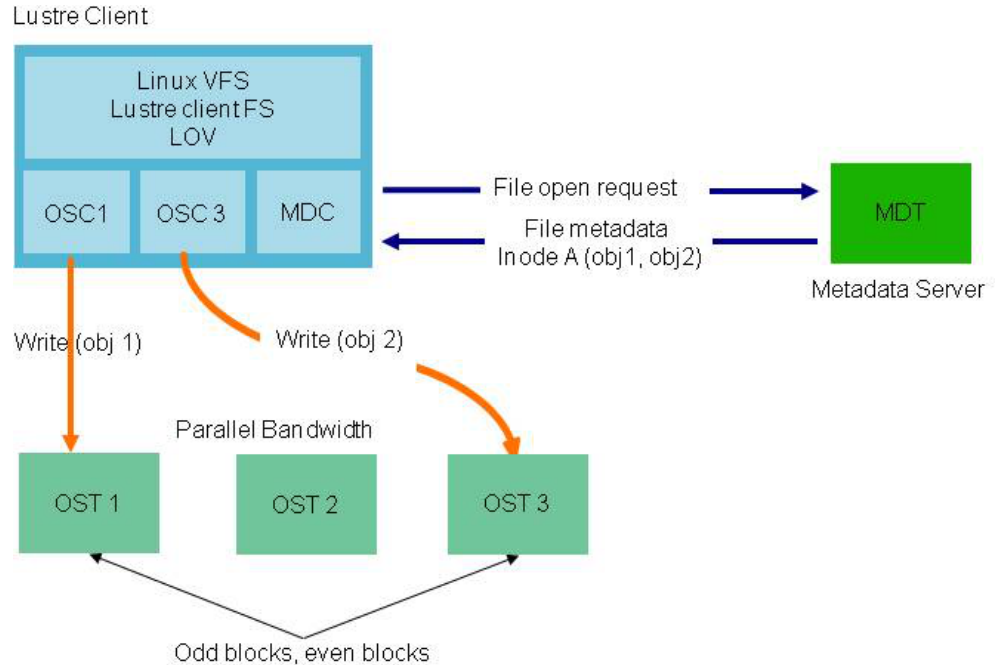 Lustre Client
Linux VFS
Lustre client FS
LOV
OSC1
OSC 3
MDC
File open request
File metadata
Inode A (obj1, obj2)
MDT
Metadata Server
Write (obj 1)
Write (obj 2)
Parallel Bandwidth
OST 1
OST 2
OST 3
Odd blocks, even blocks